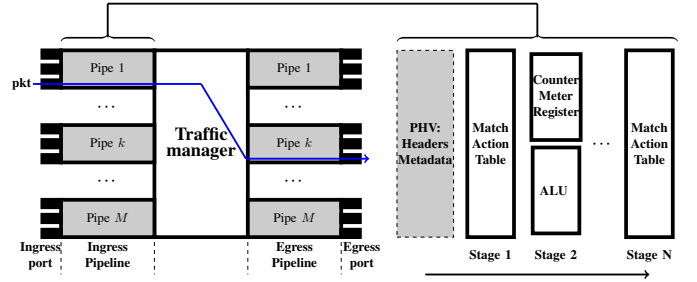 pkt
Pipe 1
...
Pipe k
...
Pipe M
Ingress
port
Ingress
Pipeline
Traffic
manager
Pipe 1
...
Pipe k
...
Pipe M
Egress
Pipeline
Egress
port
PHV:
Headers
Metadata
Match
Action
Table
Stage 1
Counter
Meter
Register
ALU
Stage 2
...
Match
Action
Table
Stage N